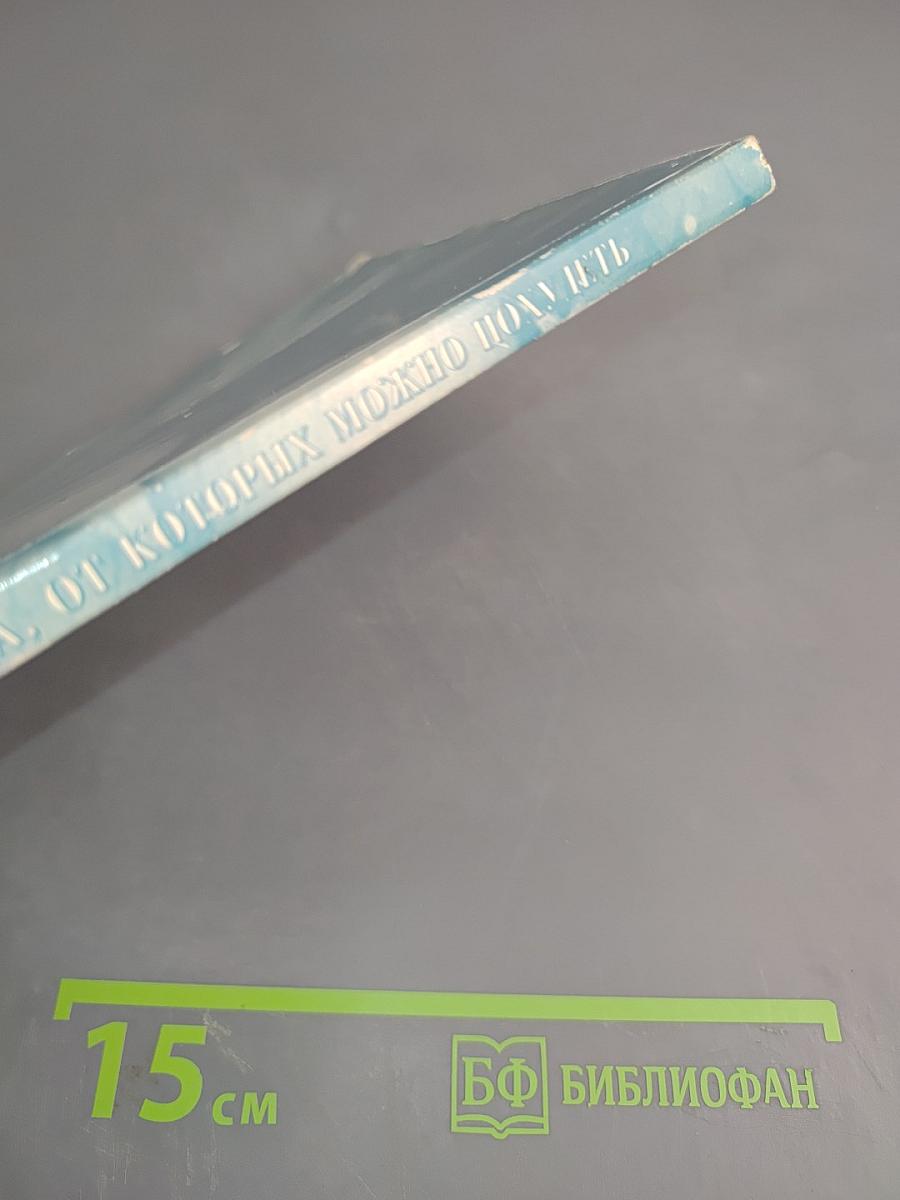 А, ОТ КОТОРЫХ МОЖНО ПОХУДЕТЬ
15 см
БФ БИБЛИОФАН